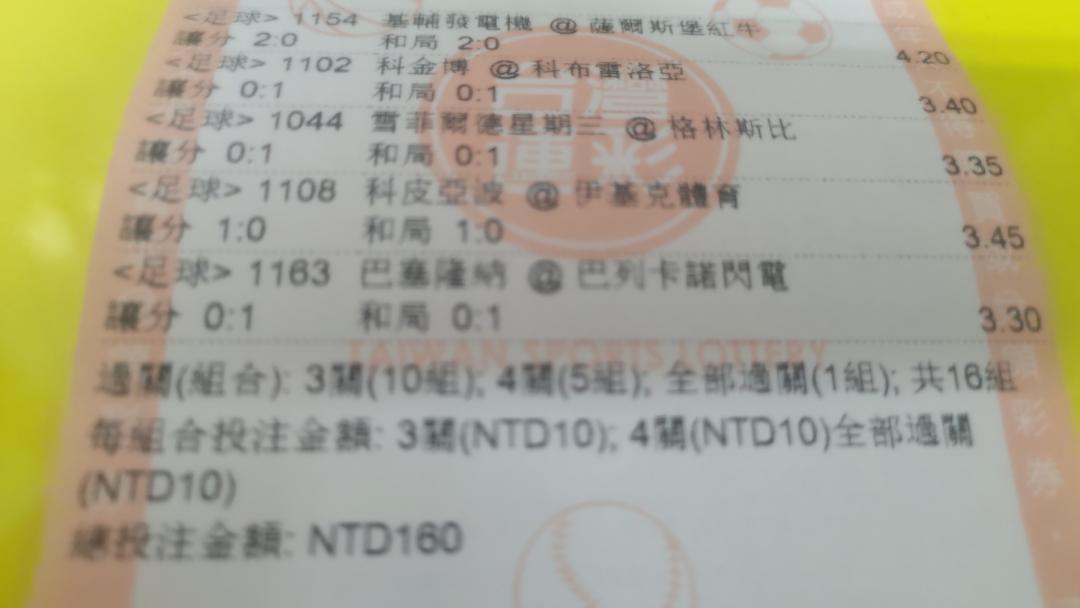 <足球> 1154 基輔發電機 @ 薩爾斯堡紅牛
讓分 2:0 和局 2:0 4.20
<足球> 1102 科金博 @ 科布雷洛亞
讓分 0:1 和局 0:1 3.40
<足球> 1044 雪菲爾德星期三 @ 格林斯比
讓分 0:1 和局 0:1 3.35
<足球> 1108 科皮亞波 @ 伊基克體育
讓分 1:0 和局 1:0 3.45
<足球> 1163 巴塞隆納 @ 巴列卡諾閃電
讓分 0:1 和局 0:1 3.30
TAIWAN SPORTS LOTTERY
過關(組合): 3關(10組); 4關(5組); 全部過關(1組); 共16組
每組合投注金額: 3關(NTD10); 4關(NTD10)全部過關
(NTD10)
總投注金額: NTD160
彩券